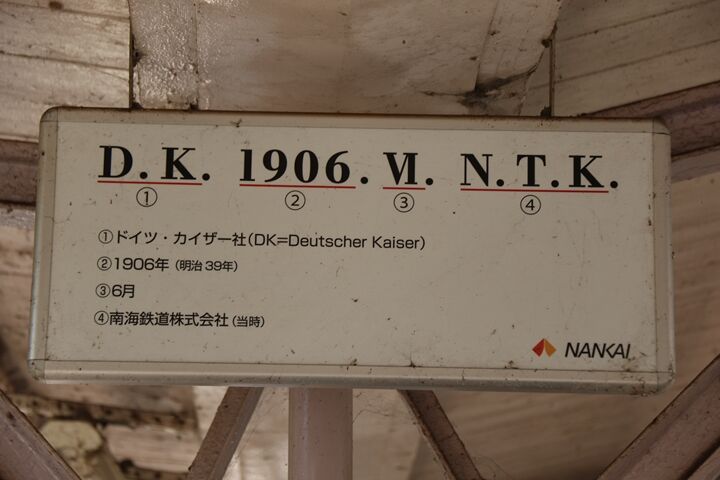 D. K. 1906. VI. N. T. K.
① ② ③ ④
①ドイツ・カイザー社(DK=Deutscher Kaiser)
②1906年(明治39年)
③6月
④南海鉄道株式会社(当時)
NANKAI